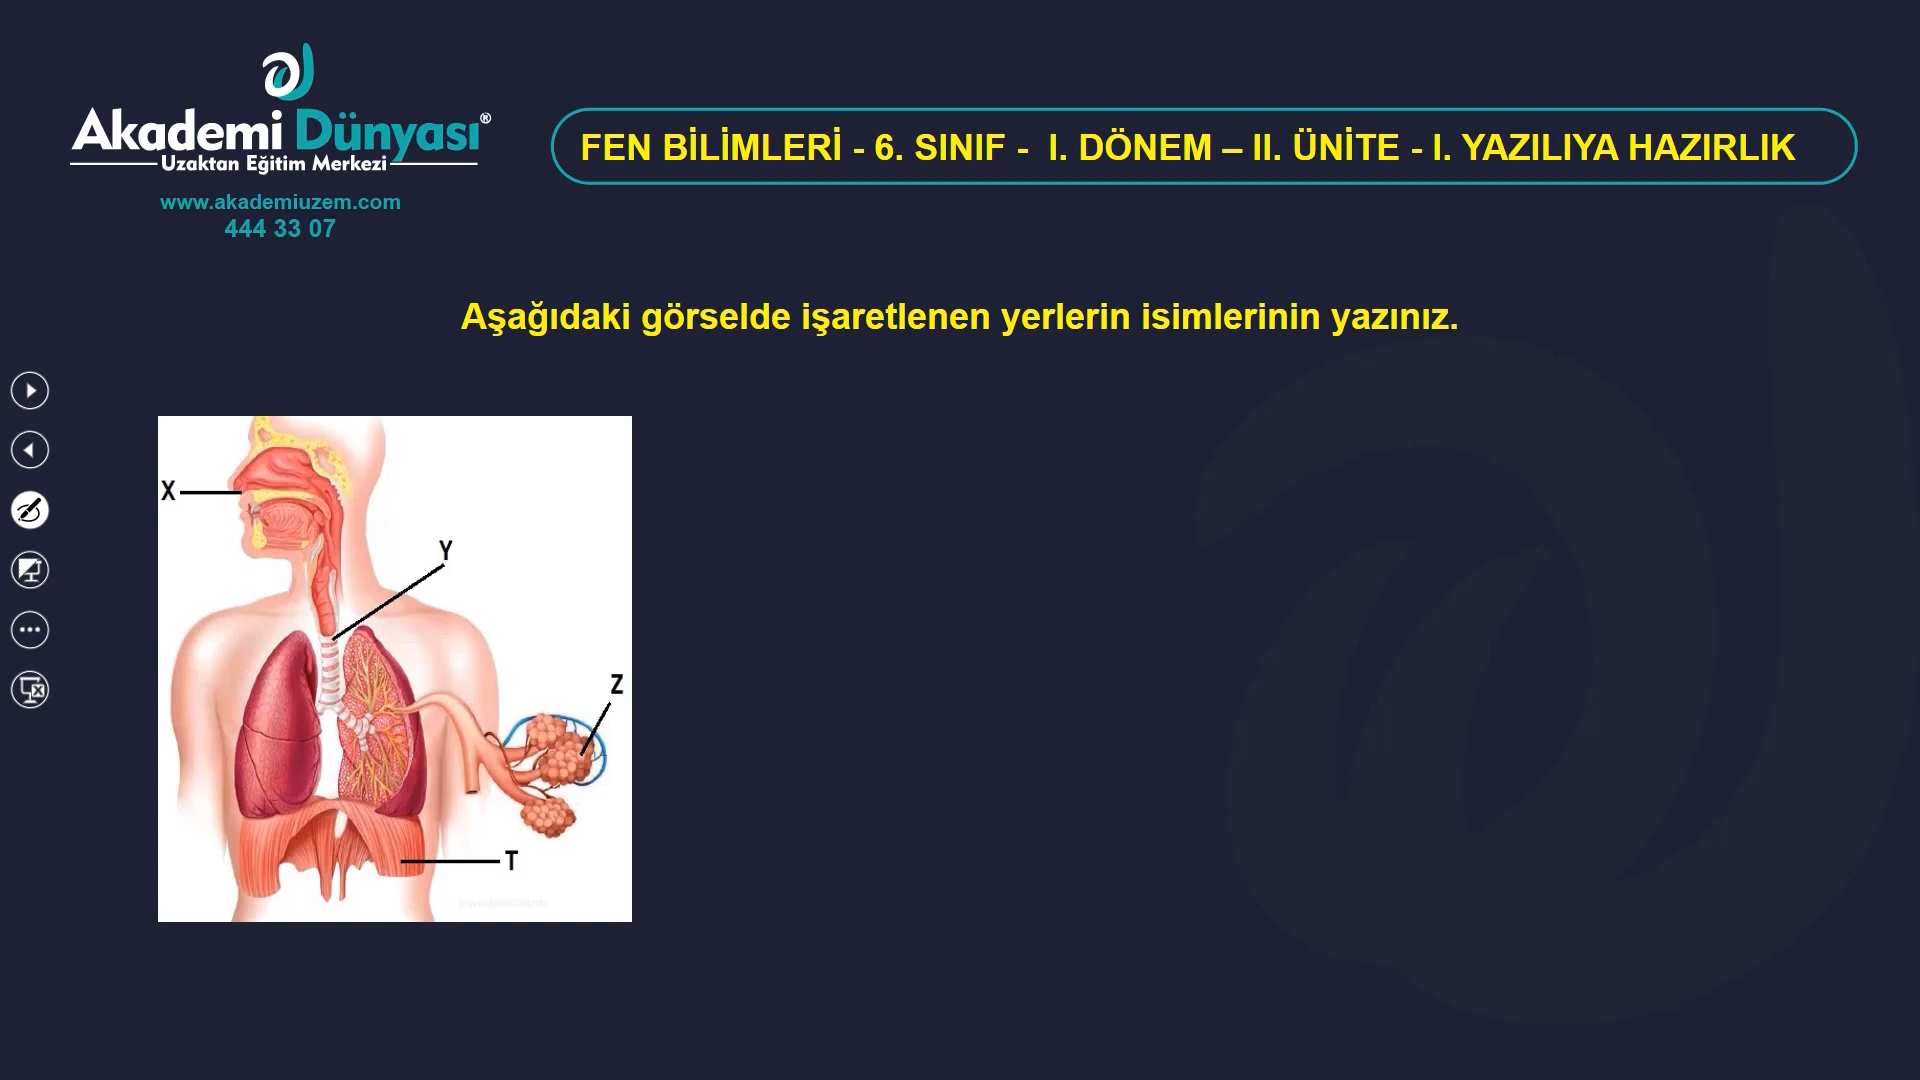 Akademi Dünyası®
Uzaktan Eğitim Merkezi
www.akademiuzem.com
444 33 07
FEN BİLİMLERİ - 6. SINIF -  I. DÖNEM – II. ÜNİTE - I. YAZILIYA HAZIRLIK
Aşağıdaki görselde işaretlenen yerlerin isimlerinin yazınız.
X
Y
Z
T